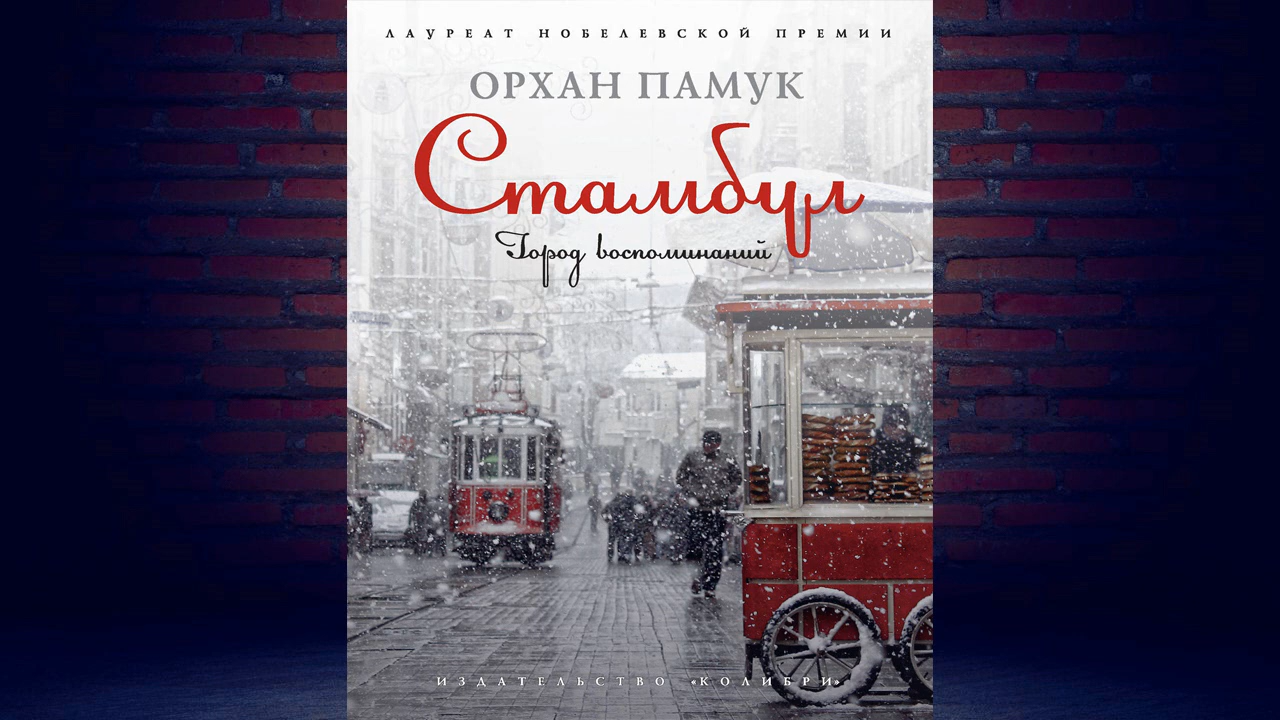 ЛАУРЕАТ НОБЕЛЕВСКОЙ ПРЕМИИ
ОРХАН ПАМУК
Стамбул
Город воспоминаний
ИЗДАТЕЛЬСТВО «КОЛИБРИ»